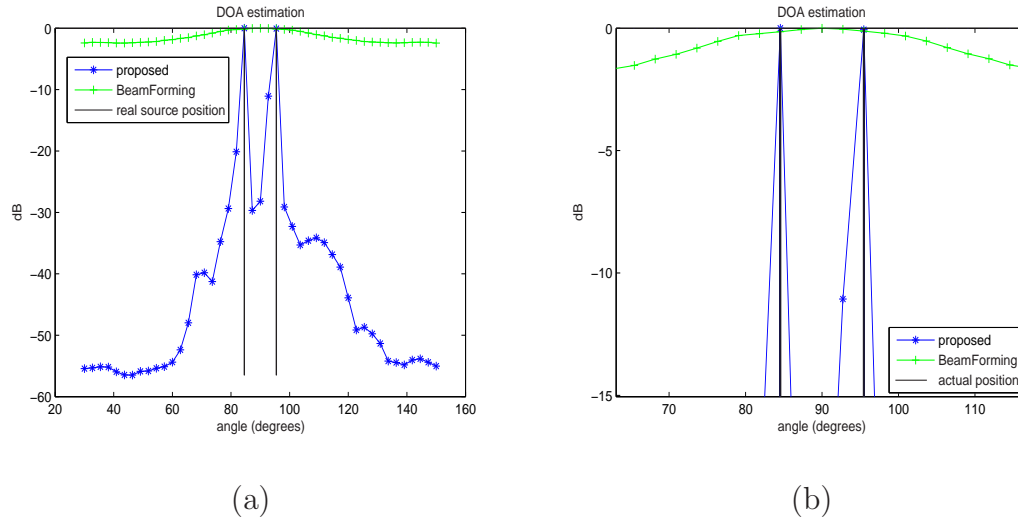 DOA estimation
0
−10
−20
−30
−40
−50
−60
dB
proposed
BeamForming
real source position
20 40 60 80 100 120 140 160
angle (degrees)
(a)
DOA estimation
0
−5
−10
−15
dB
proposed
BeamForming
actual position
70 80 90 100 110
angle (degrees)
(b)